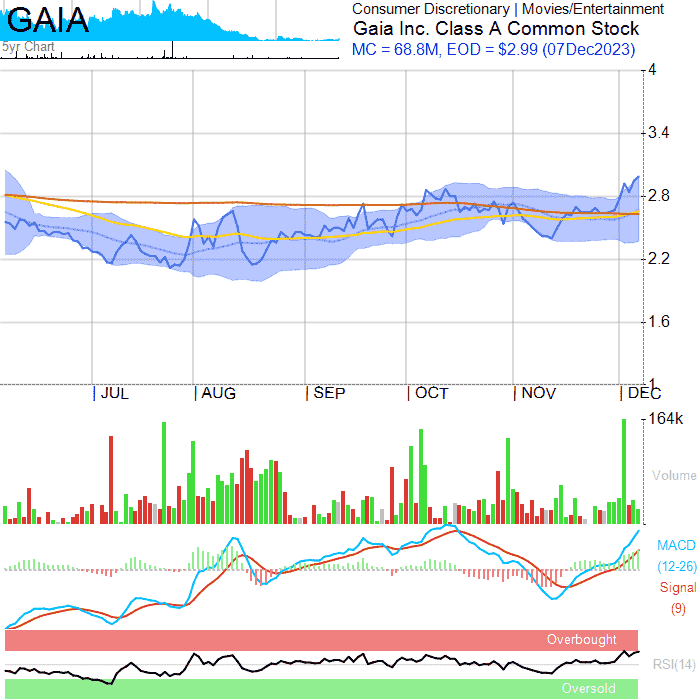 GAIA
5yr Chart
Consumer Discretionary | Movies/Entertainment
Gaia Inc. Class A Common Stock
MC = 68.8M, EOD = $2.99 (07Dec2023)
4
3.4
2.8
2.2
1.6
1
JUL AUG SEP OCT NOV DEC
164k
Volume
MACD
(12-26)
Signal
(9)
Overbought
RSI(14)
Oversold